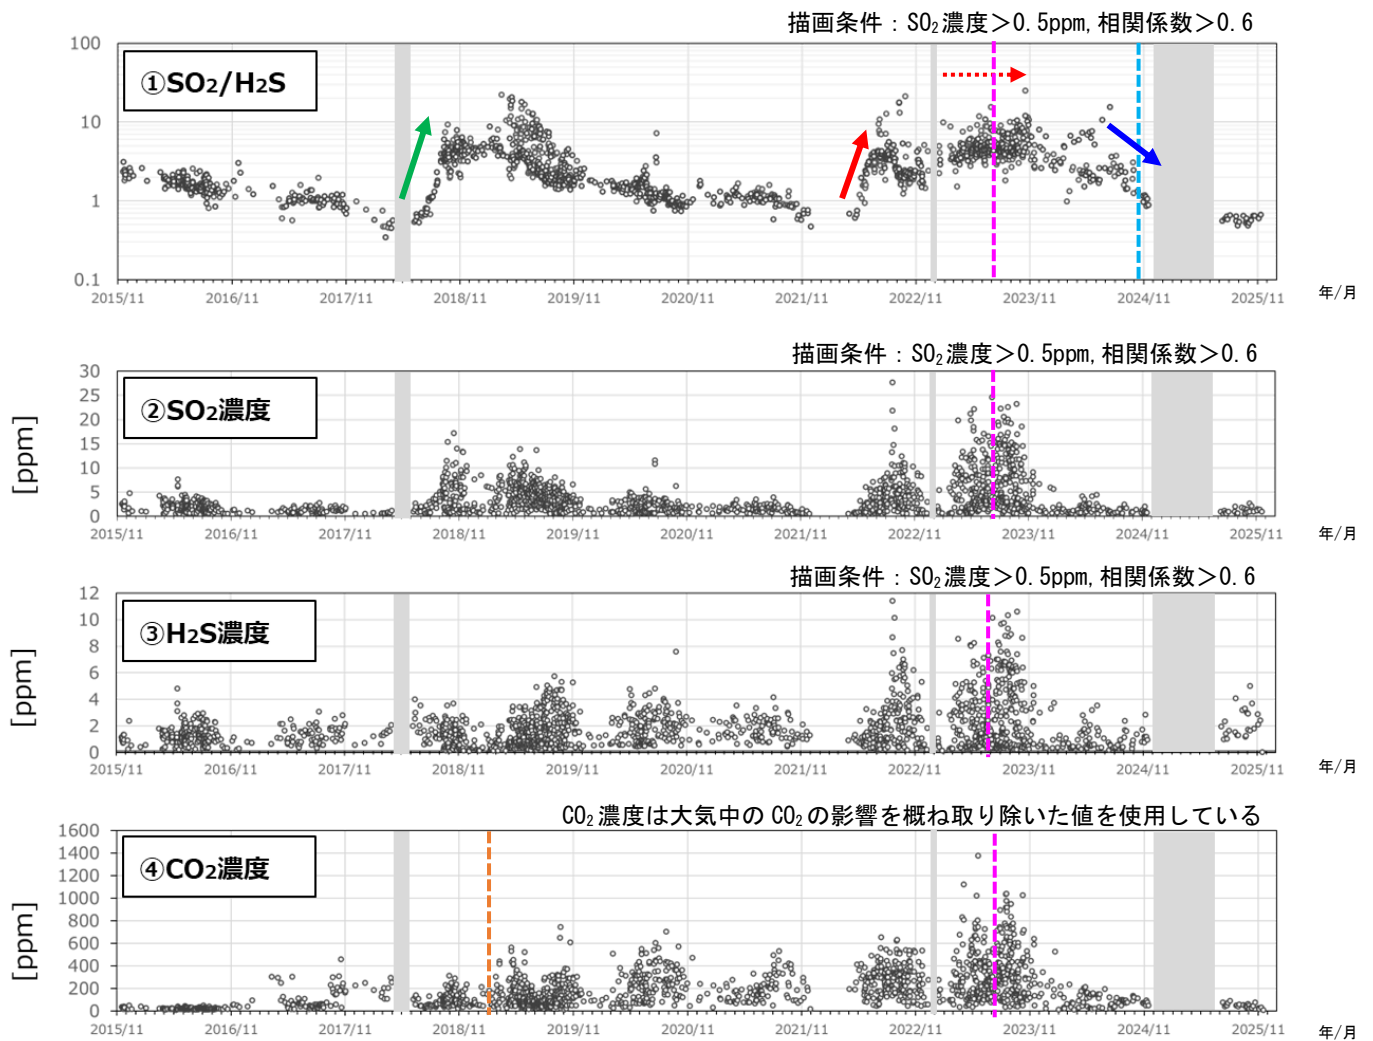 描画条件：SO₂濃度＞0.5ppm, 相関係数＞0.6
①SO₂/H₂S
100
10
1
0.1
2015/11 2016/11 2017/11 2018/11 2019/11 2020/11 2021/11 2022/11 2023/11 2024/11 2025/11 年/月
描画条件：SO₂濃度＞0.5ppm, 相関係数＞0.6
②SO₂濃度
[ppm]
30
25
20
15
10
5
0
2015/11 2016/11 2017/11 2018/11 2019/11 2020/11 2021/11 2022/11 2023/11 2024/11 2025/11 年/月
描画条件：SO₂濃度＞0.5ppm, 相関係数＞0.6
③H₂S濃度
[ppm]
12
10
8
6
4
2
0
2015/11 2016/11 2017/11 2018/11 2019/11 2020/11 2021/11 2022/11 2023/11 2024/11 2025/11 年/月
CO₂濃度は大気中のCO₂の影響を概ね取り除いた値を使用している
④CO₂濃度
[ppm]
1600
1400
1200
1000
800
600
400
200
0
2015/11 2016/11 2017/11 2018/11 2019/11 2020/11 2021/11 2022/11 2023/11 2024/11 2025/11 年/月